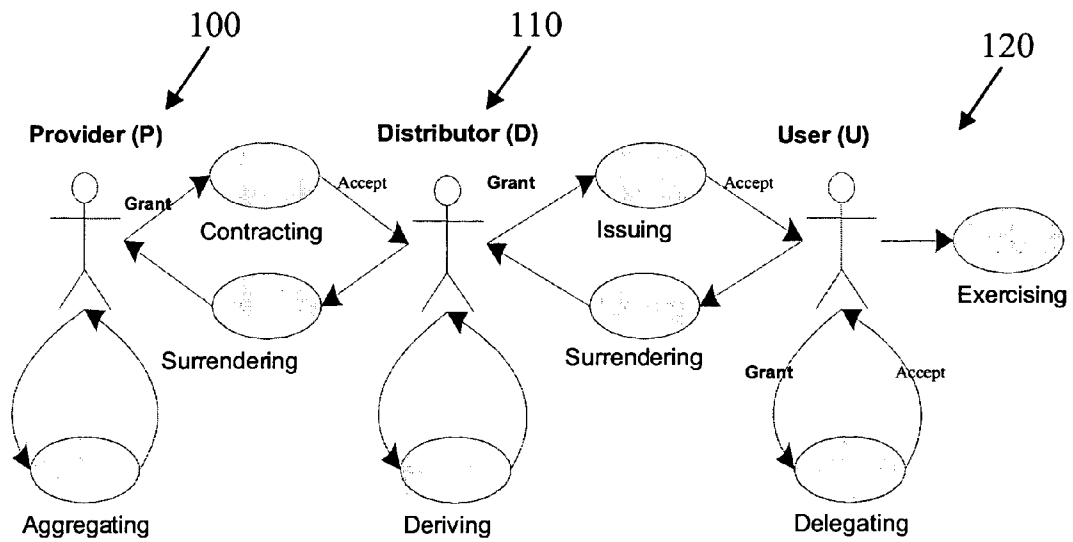 100
110
120
Provider (P)
Distributor (D)
User (U)
Grant
Accept
Grant
Accept
Contracting
Issuing
Exercising
Surrendering
Surrendering
Grant
Accept
Aggregating
Deriving
Delegating